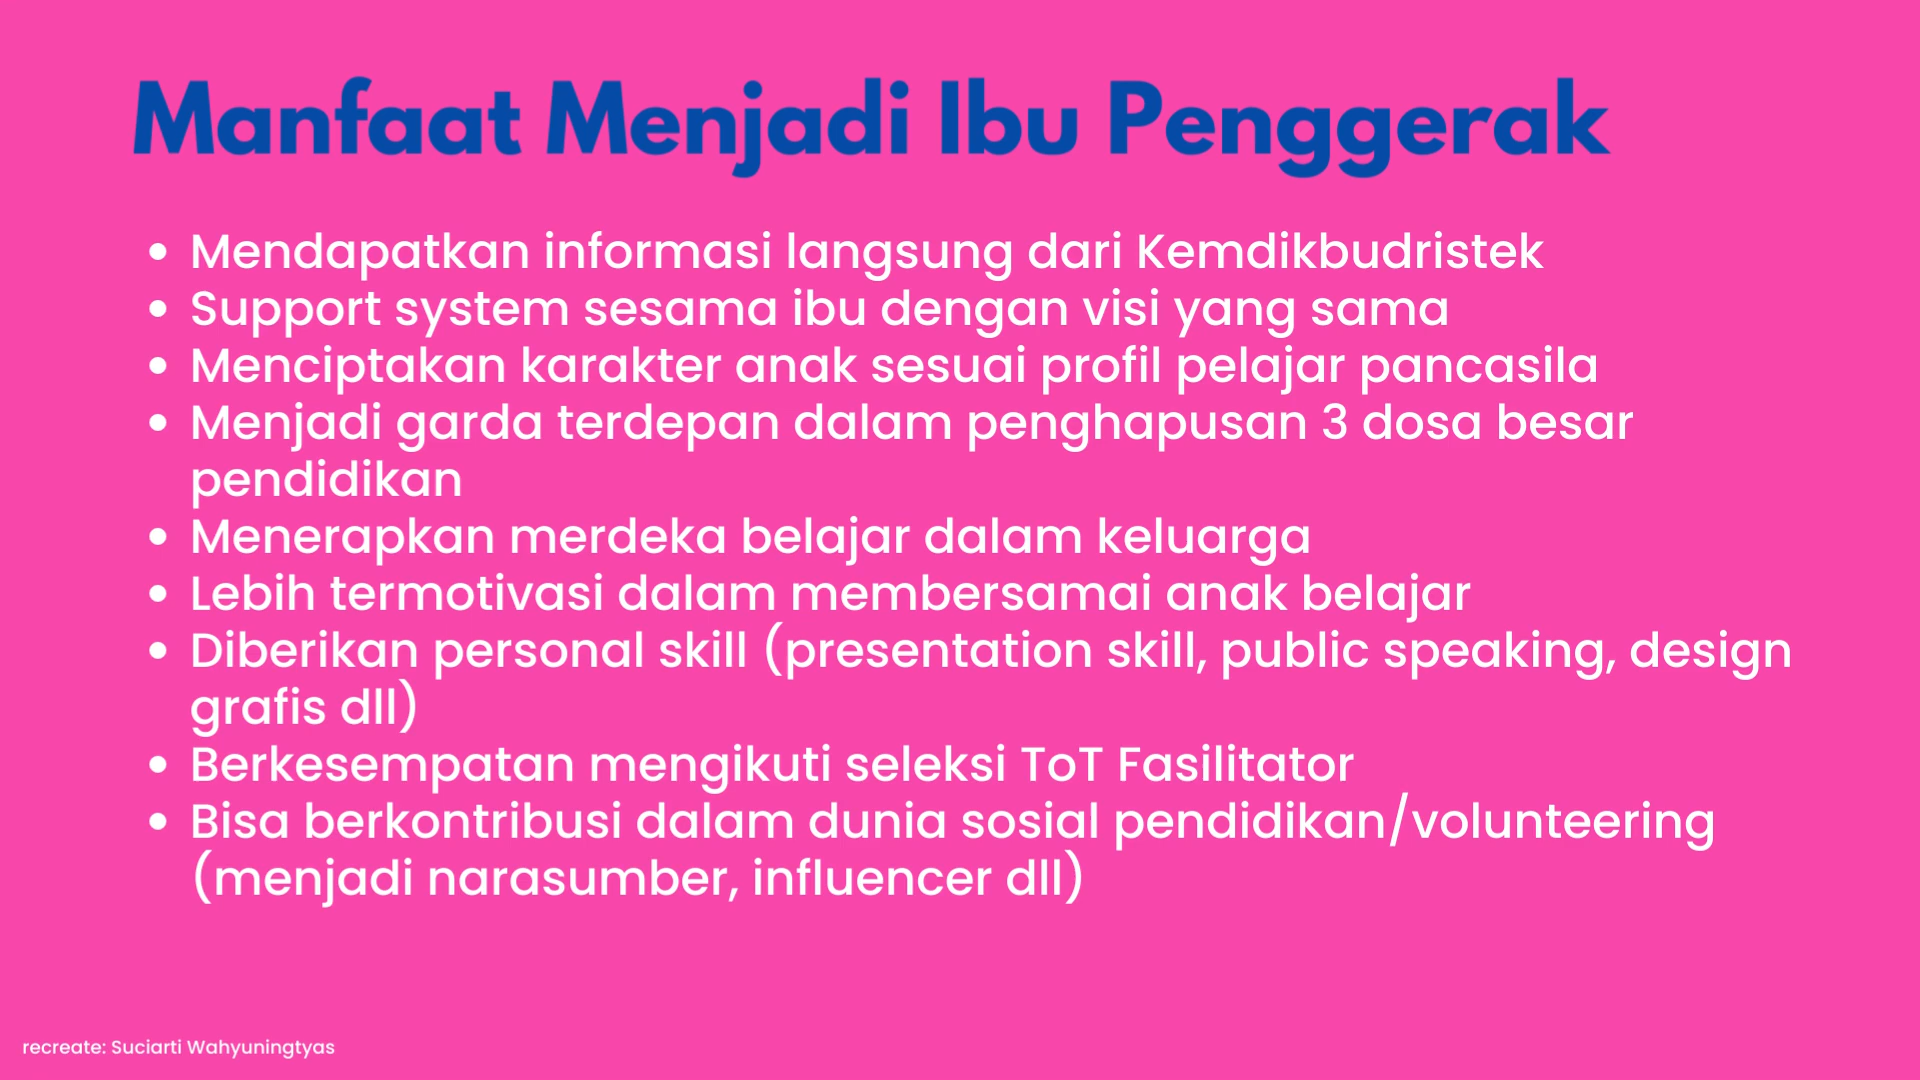 Manfaat Menjadi Ibu Penggerak
• Mendapatkan informasi langsung dari Kemdikbudristek
• Support system sesama ibu dengan visi yang sama
• Menciptakan karakter anak sesuai profil pelajar pancasila
• Menjadi garda terdepan dalam penghapusan 3 dosa besar
pendidikan
• Menerapkan merdeka belajar dalam keluarga
• Lebih termotivasi dalam membersamai anak belajar
• Diberikan personal skill (presentation skill, public speaking, design
grafis dll)
• Berkesempatan mengikuti seleksi ToT Fasilitator
• Bisa berkontribusi dalam dunia sosial pendidikan/volunteering
(menjadi narasumber, influencer dll)
recreate: Suciarti Wahyuningtyas